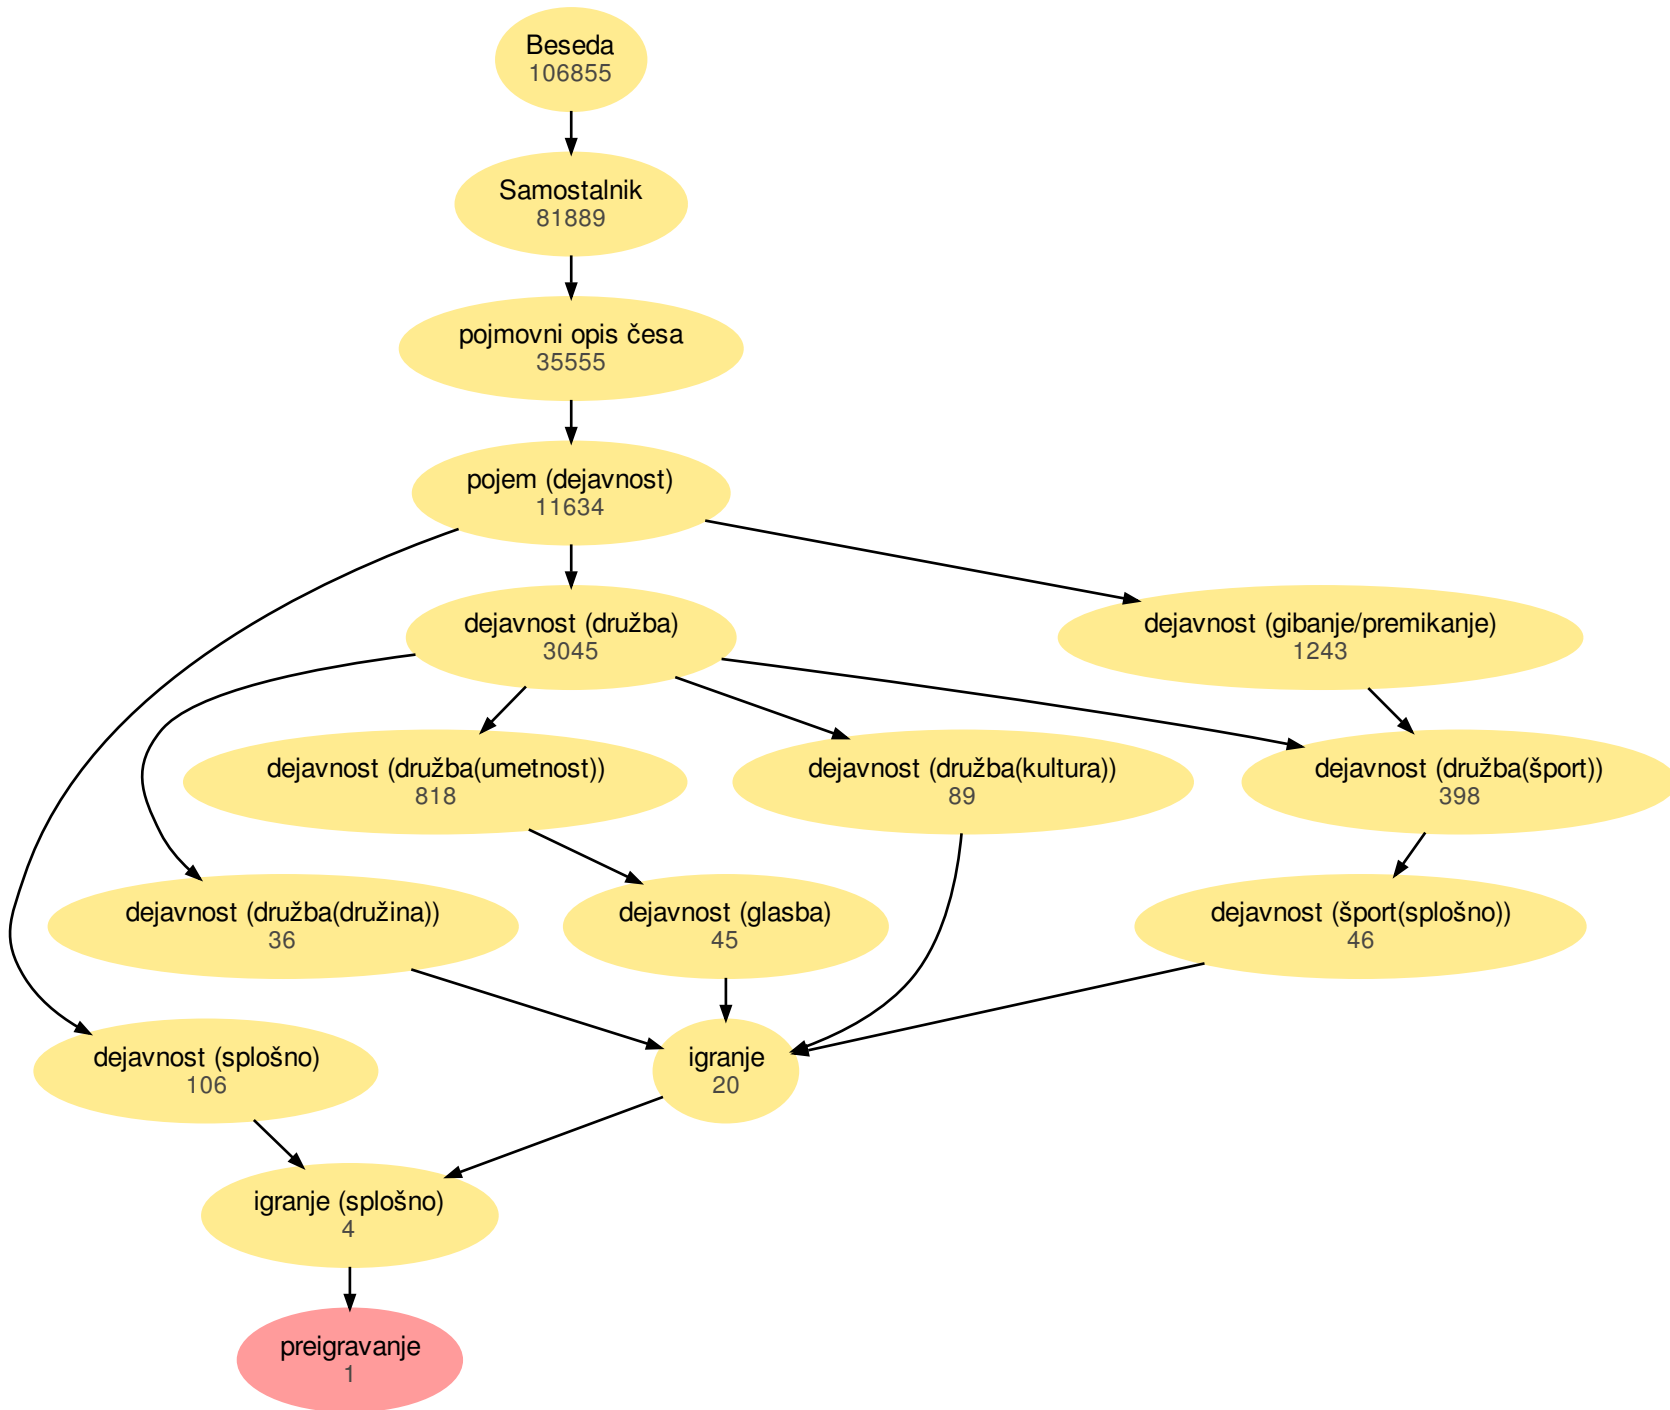 Beseda
106855
Samostalnik
81889
pojmovni opis česa
35555
pojem (dejavnost)
11634
dejavnost (družba)
3045
dejavnost (gibanje/premikanje)
1243
dejavnost (družba(umetnost))
818
dejavnost (družba(kultura))
89
dejavnost (družba(šport))
398
dejavnost (družba(družina))
36
dejavnost (glasba)
45
dejavnost (šport(splošno))
46
dejavnost (splošno)
106
igranje
20
igranje (splošno)
4
preigravanje
1